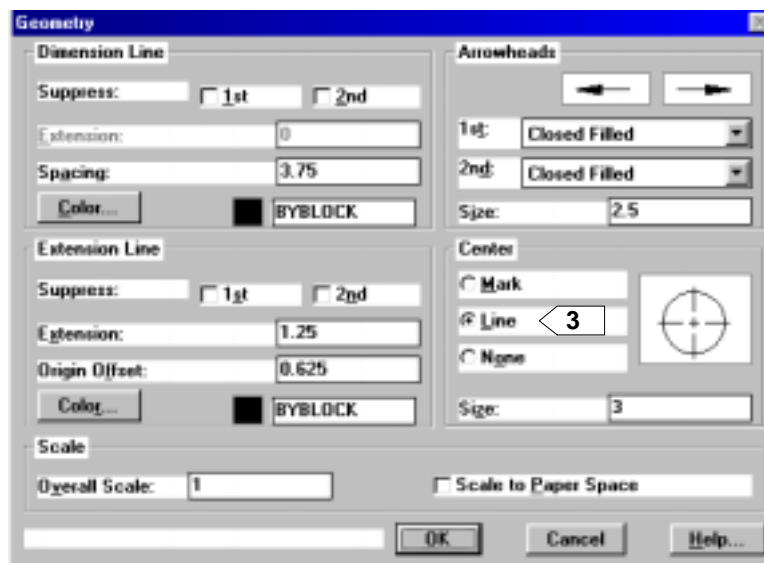 Geometry
Dimension Line
Suppress: 1st 2nd
Extension: 0
Spacing: 3.75
Color... BYBLOCK
Arrowheads
1st: Closed Filled
2nd: Closed Filled
Size: 2.5
Extension Line
Suppress: 1st 2nd
Extension: 1.25
Origin Offset: 0.625
Color... BYBLOCK
Center
Mark
Line 3
None
Size: 3
Scale
Overall Scale: 1
Scale to Paper Space
OK Cancel Help...